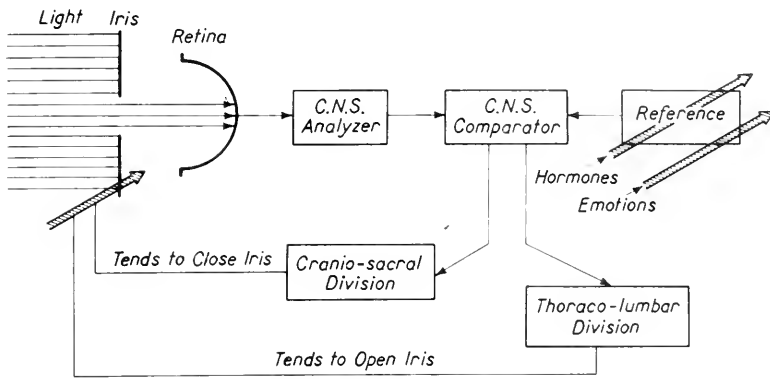 Light Iris
Retina
C.N.S.
Analyzer
C.N.S.
Comparator
Reference
Hormones
Emotions
Tends to Close Iris
Cranio-sacral
Division
Thoraco-lumbar
Division
Tends to Open Iris